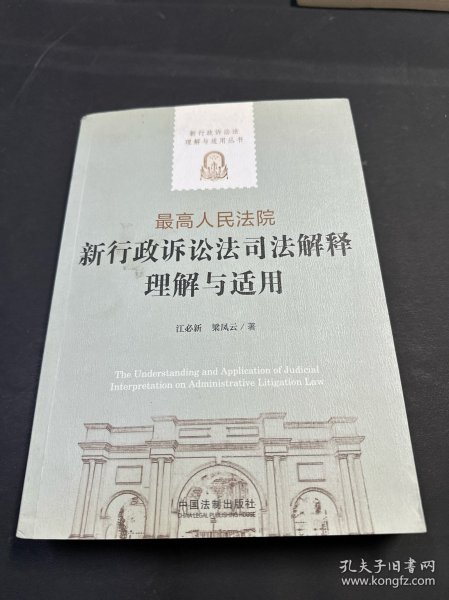 新行政诉讼法
理解与适用丛书
最高人民法院
新行政诉讼法司法解释
理解与适用
江必新 梁凤云/著
The Understanding and Application of Judicial
Interpretation on Administrative Litigation Law
中国法制出版社
CHINA LEGAL PUBLISHING HOUSE
孔夫子旧书网
www.kongfz.com